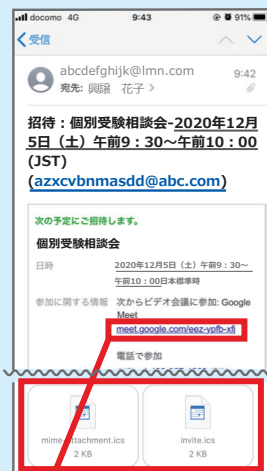 docomo 4G 9:43 91%
受信
abcdefghijk@lmn.com 9:42
宛先: 興譲 花子
招待：個別受験相談会-2020年12月
5日（土）午前9：30～午前10：00
(JST)
(azxcvbnmasdd@abc.com)
次の予定にご招待します。
個別受験相談会
日時 2020年12月5日（土）午前9：30～
午前10：00日本標準時
参加に関する情報 次からビデオ会議に参加: Google
Meet
meet.google.com/eez-ypfb-xfi
電話で参加
mime-attachment.ics invite.ics
2 KB 2 KB